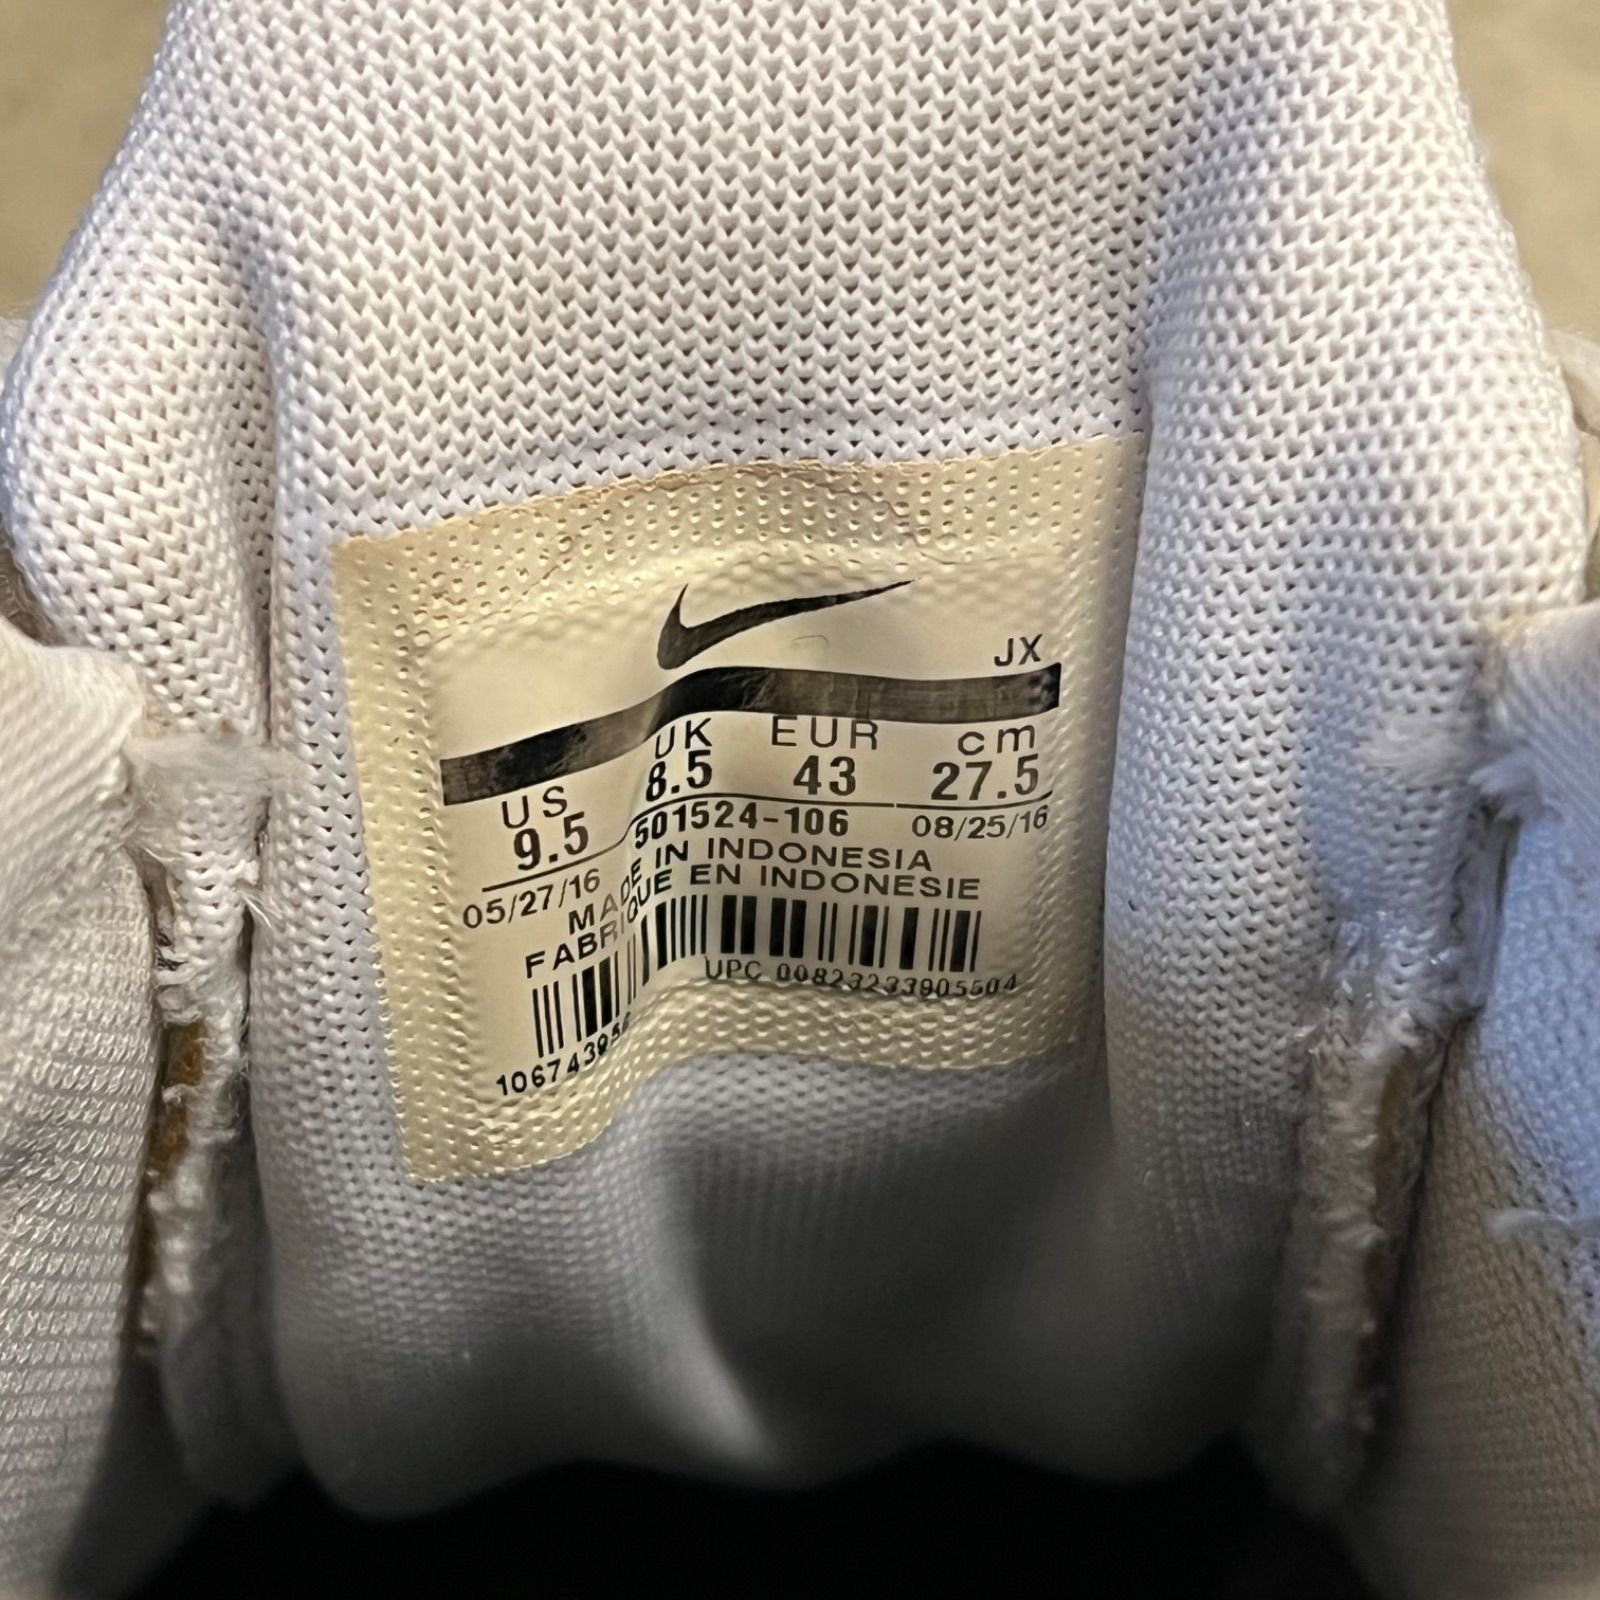 JX
US UK EUR cm
9.5 8.5 43 27.5
501524-106
05/27/16 08/25/16
MADE IN INDONESIA
FABRIQUE EN INDONESIE
UPC 00823233905504